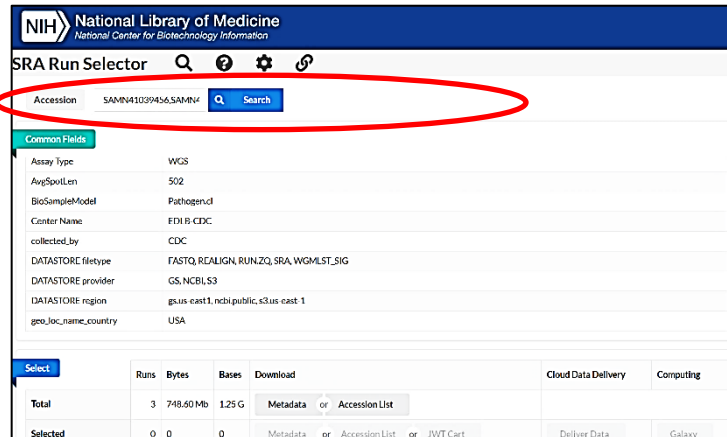 NIH National Library of Medicine
National Center for Biotechnology Information
SRA Run Selector
Accession SAMN41039456,SAMN4 Search
Common Fields
Assay Type WGS
AvgSpotLen 502
BioSampleModel Pathogen.cl
Center Name EDLB-CDC
collected_by CDC
DATASTORE filetype FASTQ, REALIGN, RUN.ZQ, SRA, WGMLST_SIG
DATASTORE provider GS, NCBI, S3
DATASTORE region gs.us-east1, ncbi.public, s3.us-east-1
geo_loc_name_country USA
Select Runs Bytes Bases Download Cloud Data Delivery Computing
Total 3 748.60 Mb 1.25 G Metadata or Accession List
Selected 0 0 0 Metadata or Accession List or JWT Cart Deliver Data Galaxy